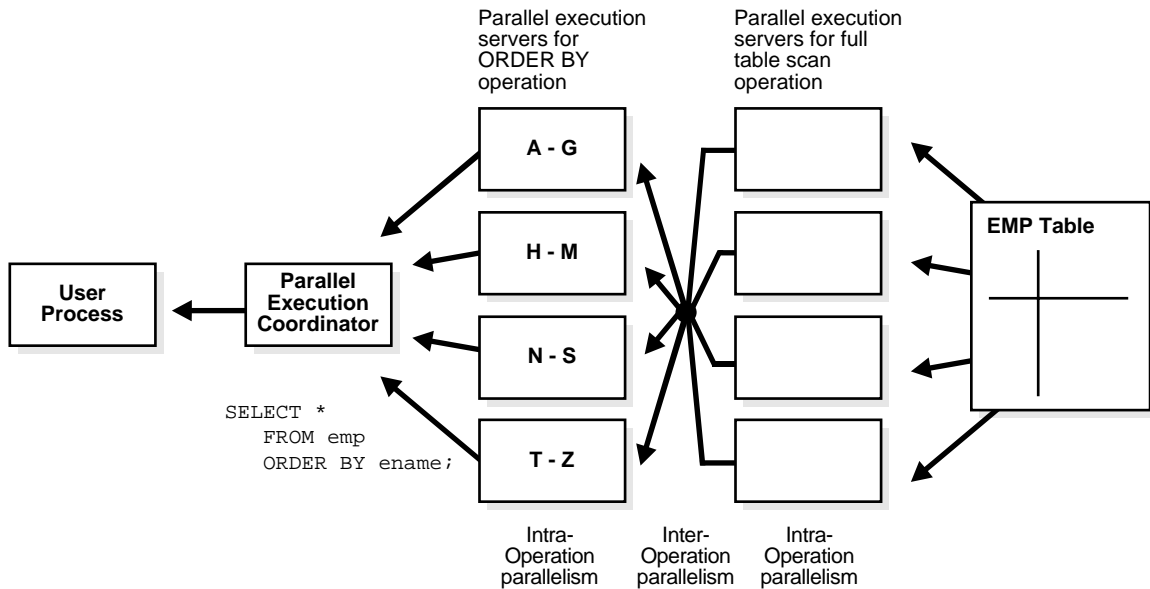 Parallel execution
servers for
ORDER BY
operation
Parallel execution
servers for full
table scan
operation
A - G
H - M
N - S
T - Z
EMP Table
User
Process
Parallel
Execution
Coordinator
SELECT *
FROM emp
ORDER BY ename;
Intra-
Operation
parallelism
Inter-
Operation
parallelism
Intra-
Operation
parallelism